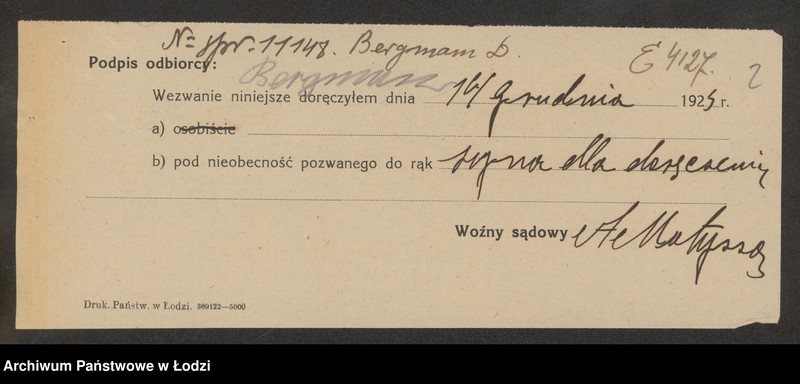 № spr. 11148. Bergmann D.
E 4127. 2
Podpis odbiorcy: Bergman
Wezwanie niniejsze doręczyłem dnia 14/grudnia 1925 r.
a) osobiście
b) pod nieobecność pozwanego do rąk syna dla doręczenia
Woźny sądowy
Druk. Państw. w Łodzi. 369122—5000
Archiwum Państwowe w Łodzi